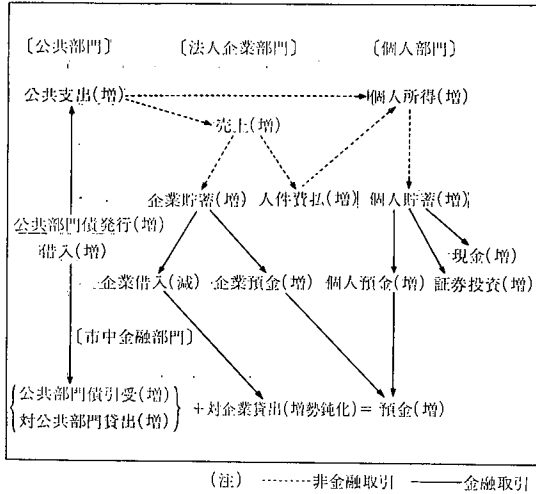 〔公共部門〕 〔法人企業部門〕 〔個人部門〕
公共支出(増) 個人所得(増)
売上(増)
企業貯蓄(増) 人件費払(増) 個人貯蓄(増)
公共部門債発行(増)
借入(増)
現金(増)
企業借入(減) 企業預金(増) 個人預金(増) 証券投資(増)
〔市中金融部門〕
公共部門債引受(増)
対公共部門貸出(増)
+対企業貸出(増勢鈍化)=預金(増)
(注) 非金融取引 金融取引